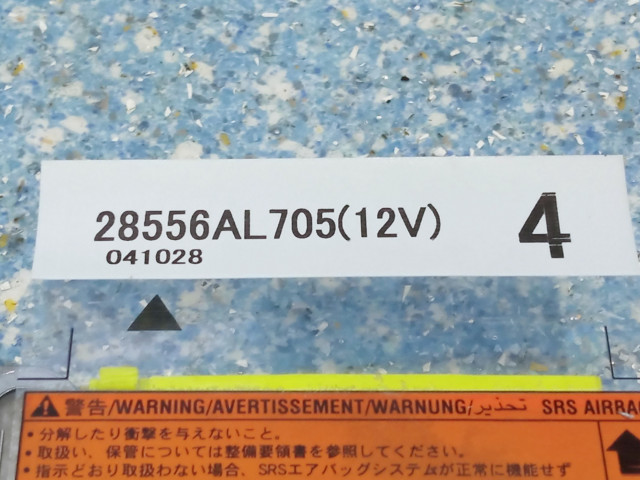 28556AL705(12V) 4
041028
警告/WARNING/AVERTISSEMENT/WARNUNG/تحذير SRS AIRBA
・分解したり衝撃を与えないこと。
・取扱い、保管については整備要領書を参照してください。
・指示どおり取扱わない場合、SRSエアバッグシステムが正常に機能せず